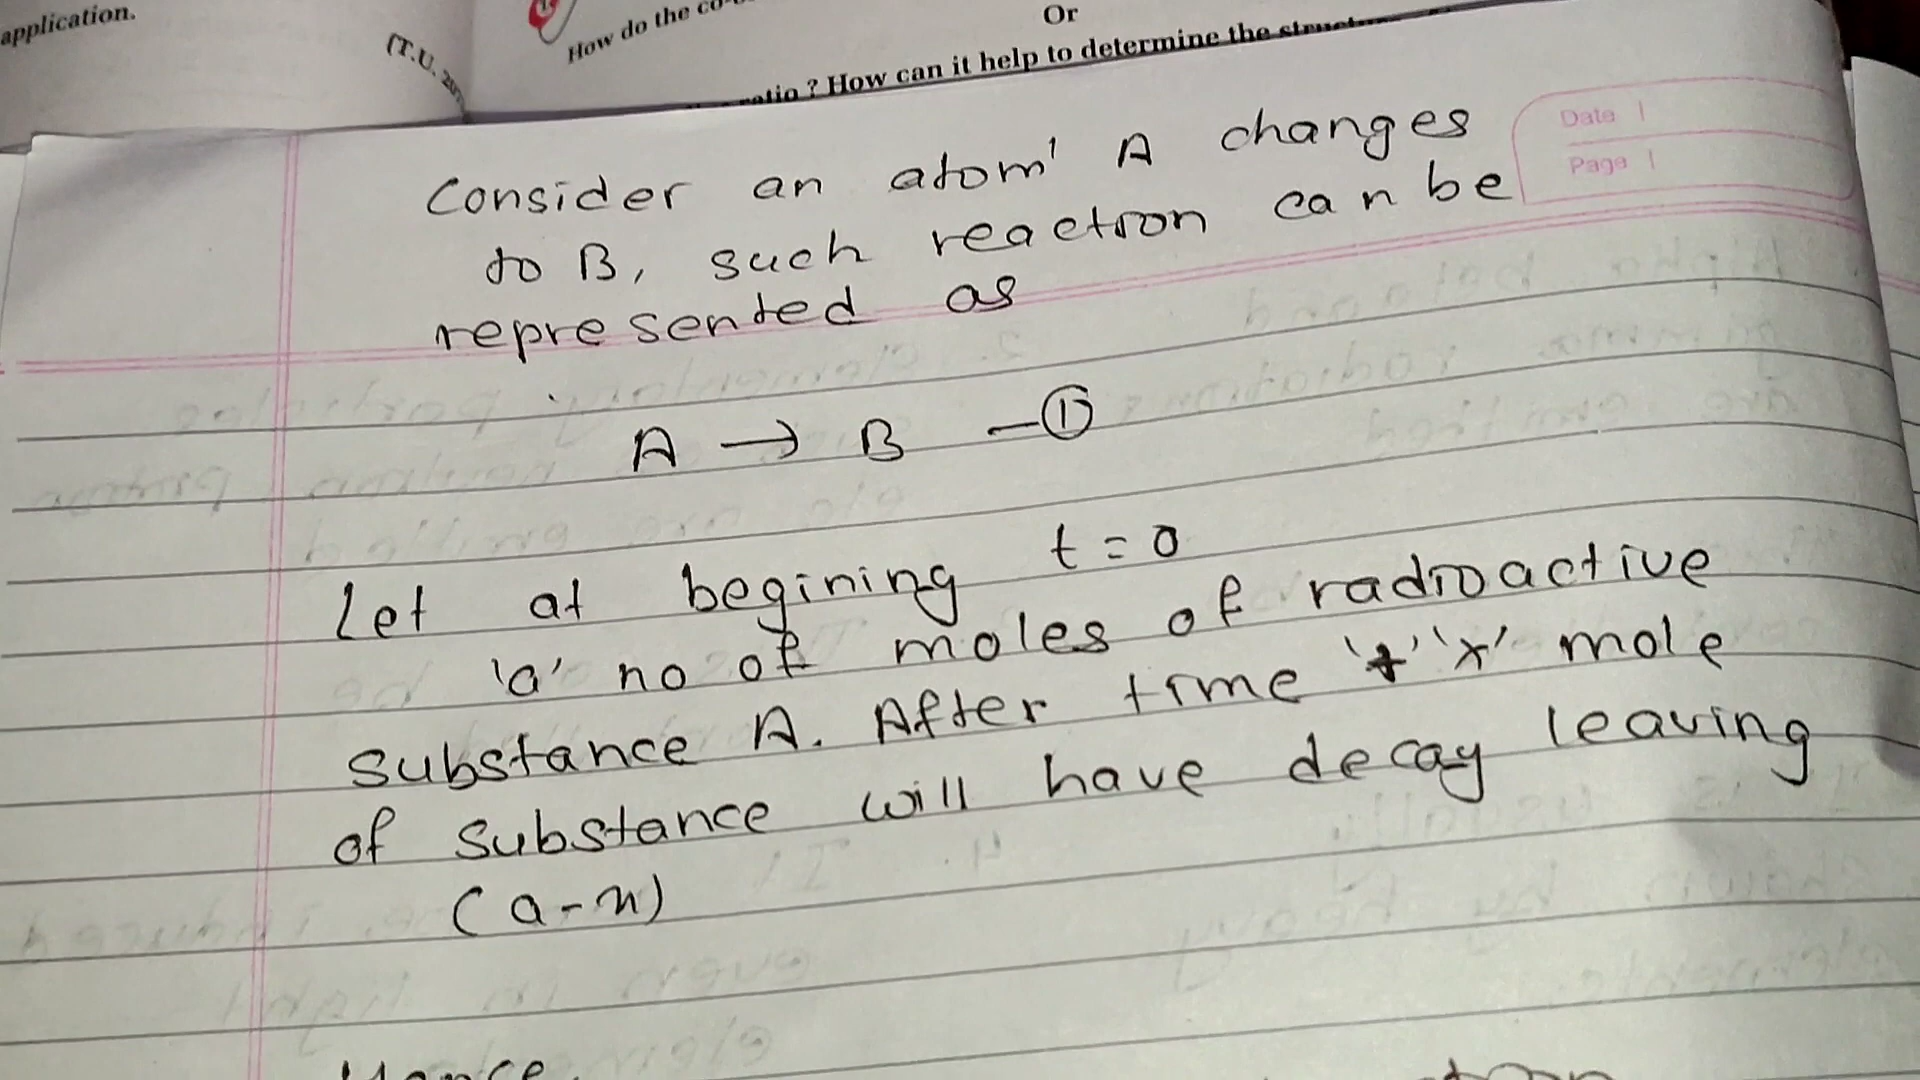 application.
(T.U.
How do the
Or
ratio ? How can it help to determine the
Date
Page
Consider an atom' A changes
to B, such reaction can be
represented as
A → B -①
Let at begining t = 0
'a' no of moles of radioactive
substance A. After time 't' 'x' mole
of substance will have decay leaving
(a-x)
Hence,